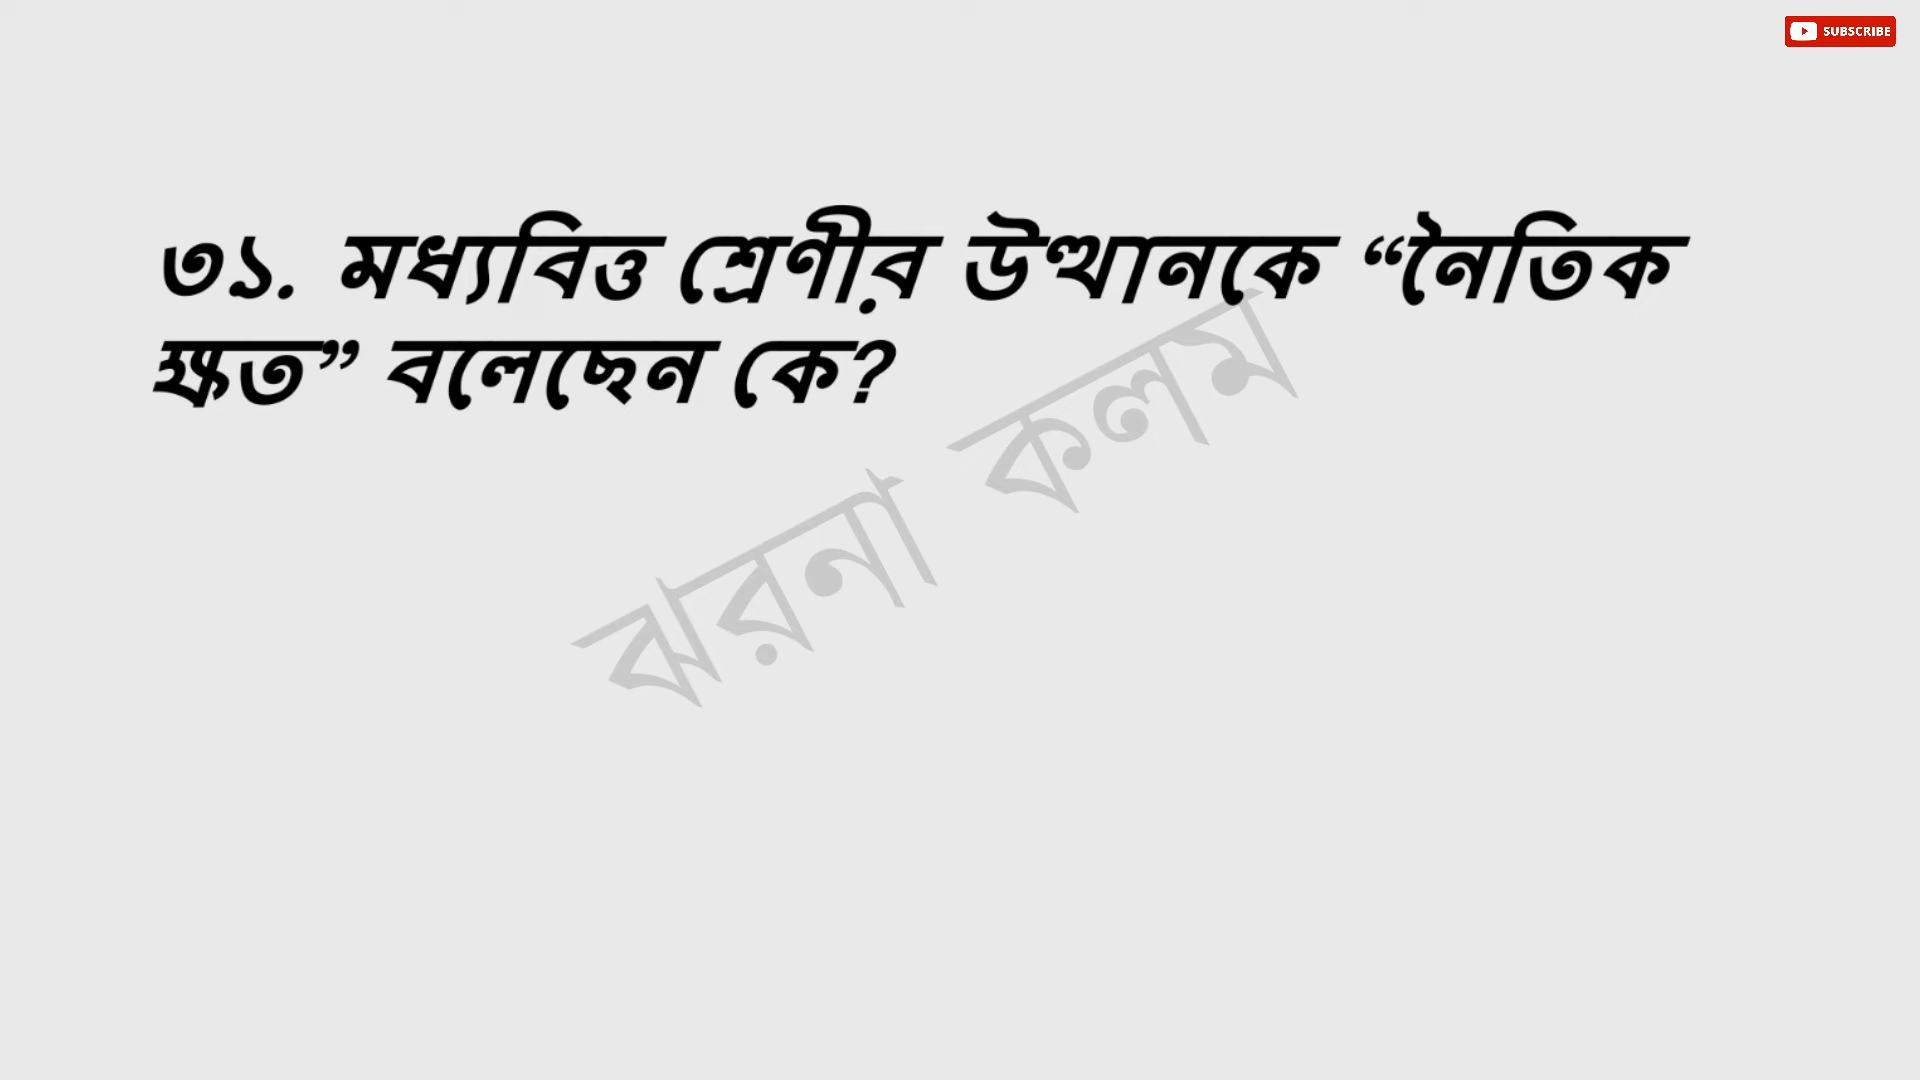 SUBSCRIBE
৩১. মধ্যবিত্ত শ্রেণীর উত্থানকে “নৈতিক
ক্ষত” বলেছেন কে?
ঝরনা কলম